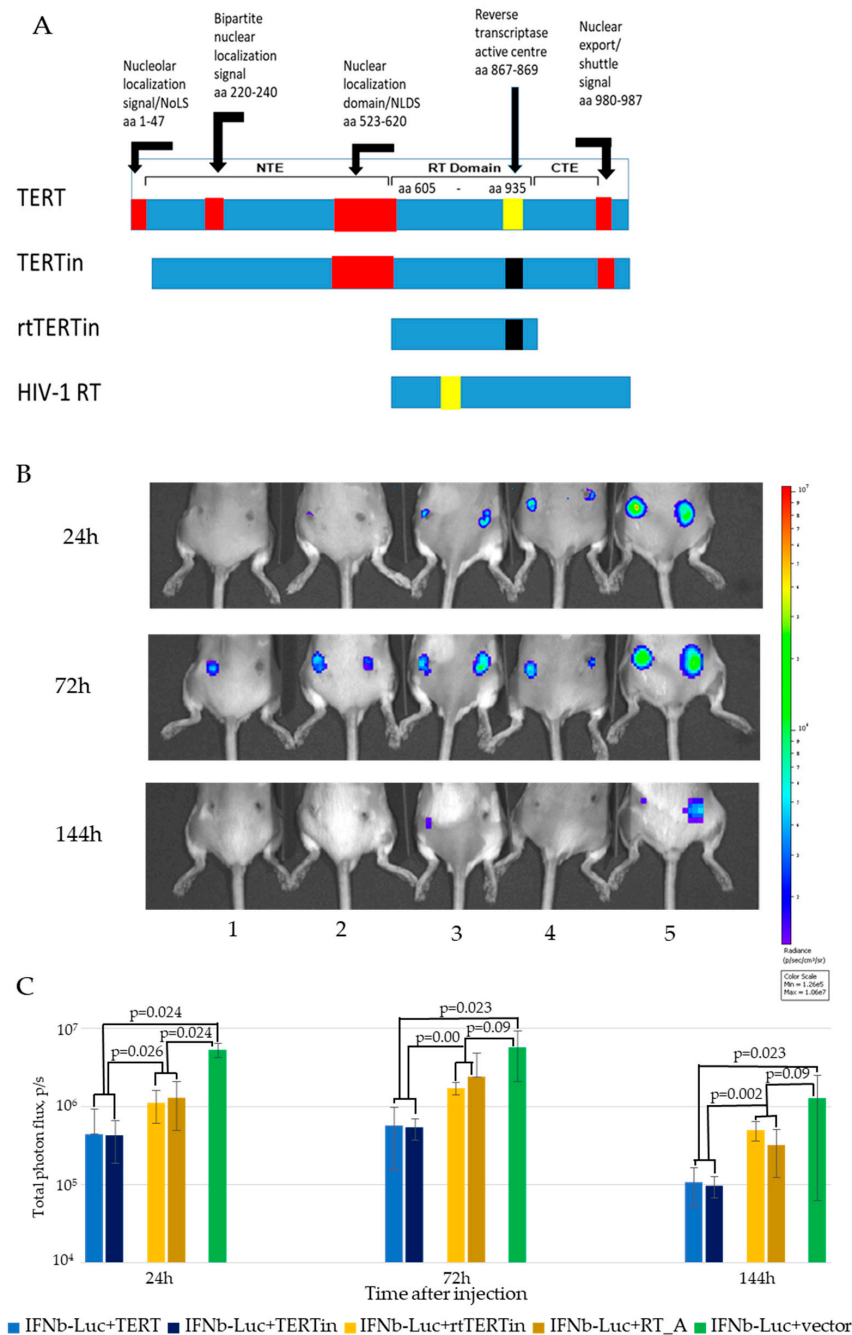 A
Nucleolar
localization
signal/NoLS
aa 1-47
Bipartite
nuclear
localization
signal
aa 220-240
Nuclear
localization
domain/NLDS
aa 523-620
Reverse
transcriptase
active centre
aa 867-869
Nuclear
export/
shuttle
signal
aa 980-987
NTE
RT Domain
CTE
aa 605 - aa 935
TERT
TERTin
rtTERTin
HIV-1 RT
B
24h
72h
144h
1 2 3 4 5
10⁷
10⁶
Radiance
(p/sec/cm²/sr)
Color Scale
Min = 1.26e5
Max = 1.06e7
C
p=0.024
p=0.024
p=0.026
p=0.023
p=0.09
p=0.00
p=0.023
p=0.09
p=0.002
Total photon flux, p/s
10⁷
10⁶
10⁵
10⁴
24h 72h 144h
Time after injection
IFNb-Luc+TERT IFNb-Luc+TERTin IFNb-Luc+rtTERTin IFNb-Luc+RT_A IFNb-Luc+vector